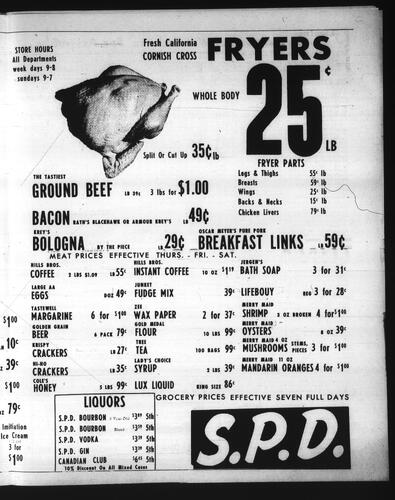 STORE HOURS
All Departments
week days 9-8
sundays 9-7
Fresh California
CORNISH CROSS
FRYERS
WHOLE BODY
25¢ LB
Split Or Cut Up 35¢ lb
FRYER PARTS
Legs & Thighs 55¢ lb
Breasts 59¢ lb
Wings 25¢ lb
Backs & Necks 15¢ lb
Chicken Livers 79¢ lb
THE TASTIEST
GROUND BEEF LB 39¢ 3 lbs for $1.00
BACON RATH'S BLACKHAWK OR ARMOUR KREY'S LB 49¢
KREY'S
BOLOGNA BY THE PIECE LB 29¢
OSCAR MEYER'S PURE PORK
BREAKFAST LINKS LB 59¢
MEAT PRICES EFFECTIVE THURS. - FRI. - SAT.
HILLS BROS.
COFFEE 2 LBS $1.09 LB 55¢
LARGE AA
EGGS DOZ 49¢
TASTEWELL
MARGARINE 6 for $1.00
GOLDEN GRAIN
BEER 6 PACK 79¢
KRISPY
CRACKERS LB 27¢
HI-HO
CRACKERS LB 35¢
COLE'S
HONEY 5 LBS 99¢
HILLS BROS.
INSTANT COFFEE 10 OZ $1.19
JUNKET
FUDGE MIX 39¢
ZEE
WAX PAPER 2 for 37¢
GOLD MEDAL
FLOUR 10 LBS 99¢
TREE
TEA 100 BAGS 99¢
LADY'S CHOICE
SYRUP 39¢
LUX LIQUID KING SIZE 86¢
JERGEN'S
BATH SOAP 3 for 31¢
LIFEBOUY REG 3 for 28¢
MERRY MAID
SHRIMP 3 OZ BROKEN 4 for $1.00
MERRY MAID
OYSTERS 8 OZ 39¢
MERRY MAID 4 OZ
MUSHROOMS STEMS, PIECES 3 for $1.00
MERRY MAID 11 OZ
MANDARIN ORANGES 4 for $1.00
GROCERY PRICES EFFECTIVE SEVEN FULL DAYS
$1.00
10¢
39¢
oz 79¢
Imitiation
Ice Cream
3 for
$1.00
LIQUORS
S.P.D. BOURBON 5th
S.P.D. BOURBON Blend 5th
S.P.D. VODKA 5th
S.P.D. GIN 5th
CANADIAN CLUB 5th
10% Discount On All Mixed Cases
S.P.D.